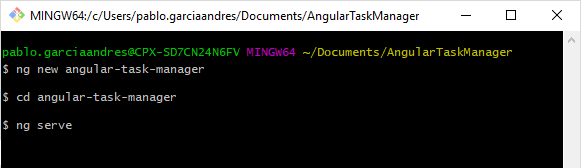 MINGW64:/c/Users/pablo.garciaandres/Documents/AngularTaskManager
pablo.garciaandres@CPX-SD7CN24N6FV MINGW64 ~/Documents/AngularTaskManager
$ ng new angular-task-manager
$ cd angular-task-manager
$ ng serve